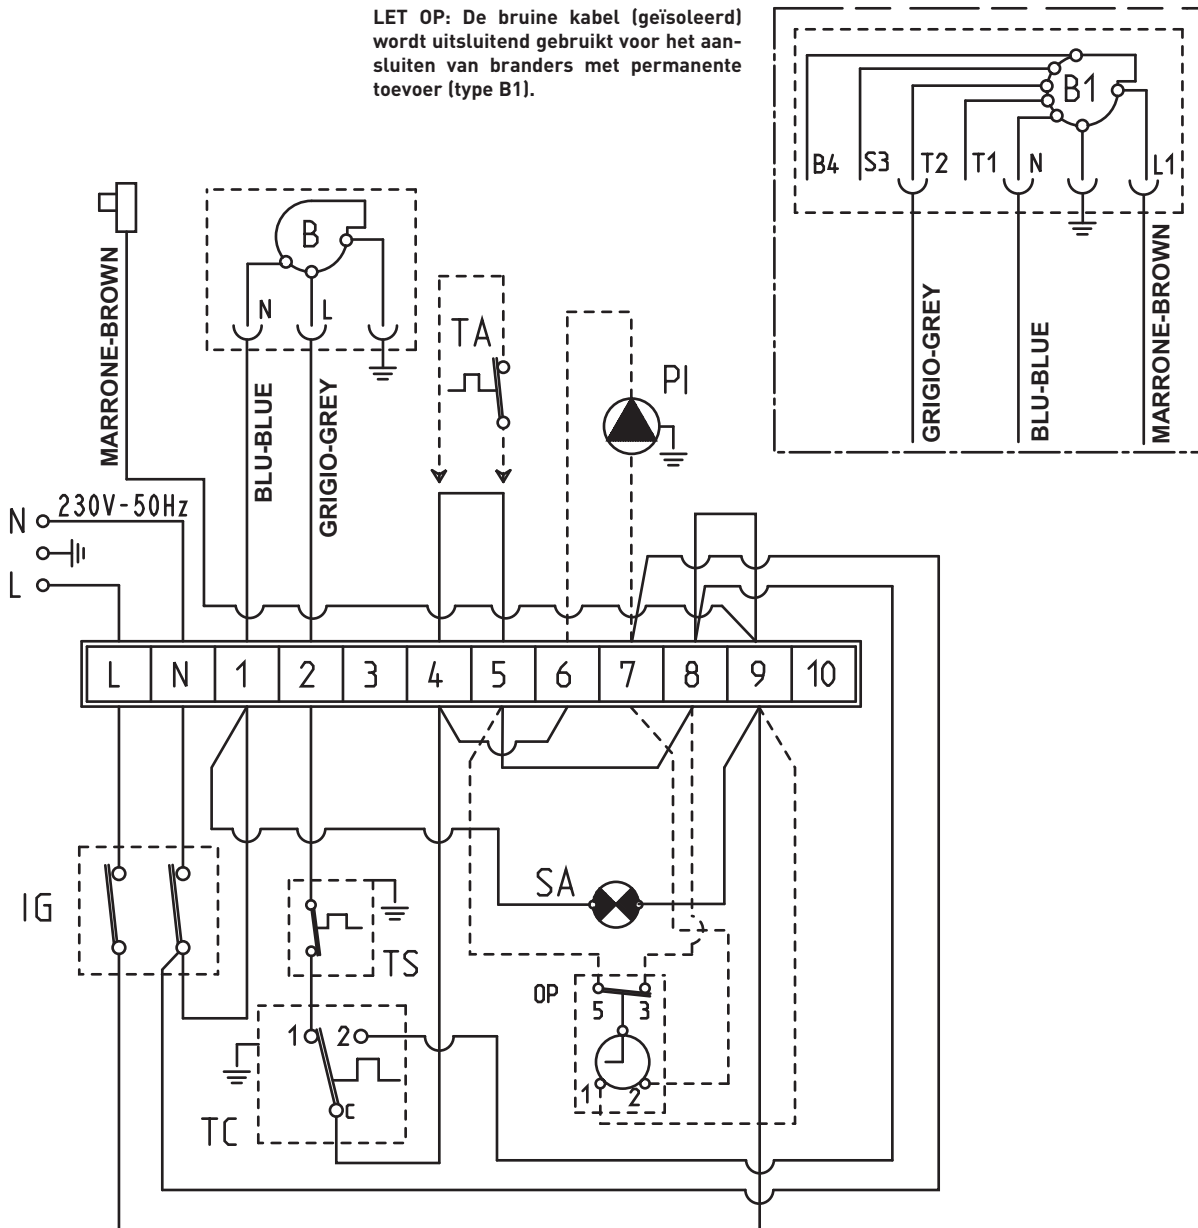 LET OP: De bruine kabel (geïsoleerd)
wordt uitsluitend gebruikt voor het aan-
sluiten van branders met permanente
toevoer (type B1).
B1
B4 S3 T2 T1 N L1
GRIGIO-GREY
BLU-BLUE
MARRONE-BROWN
MARRONE-BROWN
B
N L
BLU-BLUE
GRIGIO-GREY
TA
PI
N 230V-50Hz
L
L N 1 2 3 4 5 6 7 8 9 10
IG
SA
TS
OP
5 3
1 2
1 2
C
TC